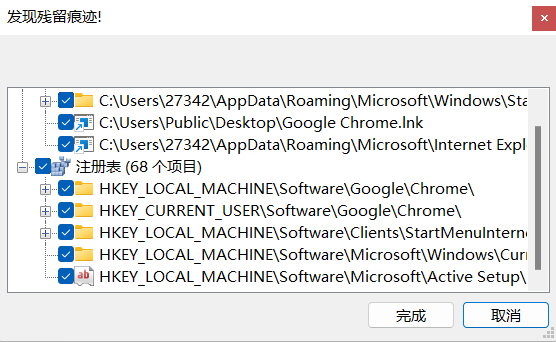 发现残留痕迹!
C:\Users\27342\AppData\Roaming\Microsoft\Windows\Sta
C:\Users\Public\Desktop\Google Chrome.lnk
C:\Users\27342\AppData\Roaming\Microsoft\Internet Expl
注册表 (68 个项目)
HKEY_LOCAL_MACHINE\Software\Google\Chrome\
HKEY_CURRENT_USER\Software\Google\Chrome\
HKEY_LOCAL_MACHINE\Software\Clients\StartMenuInterne
HKEY_LOCAL_MACHINE\Software\Microsoft\Windows\Curr
ab HKEY_LOCAL_MACHINE\Software\Microsoft\Active Setup\
完成 取消